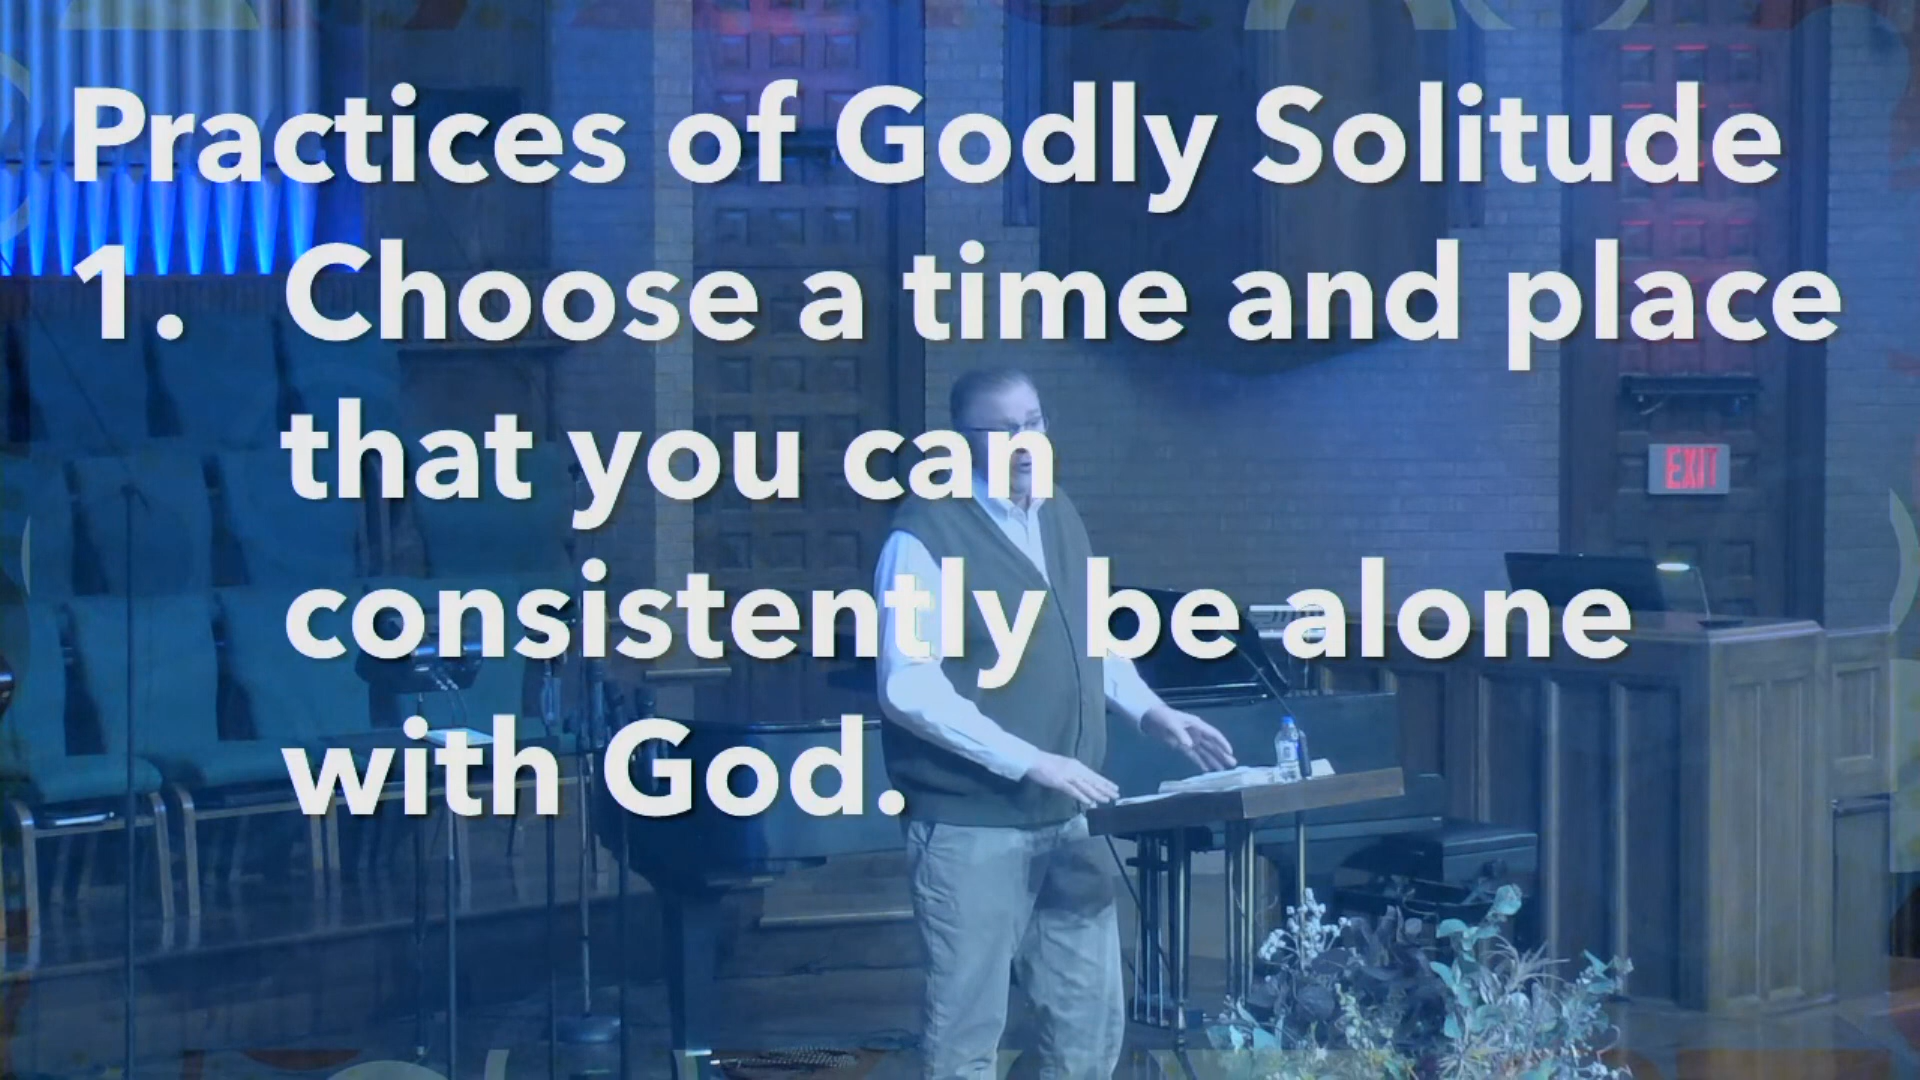 Practices of Godly Solitude
1. Choose a time and place
that you can
consistently be alone
with God.
EXIT